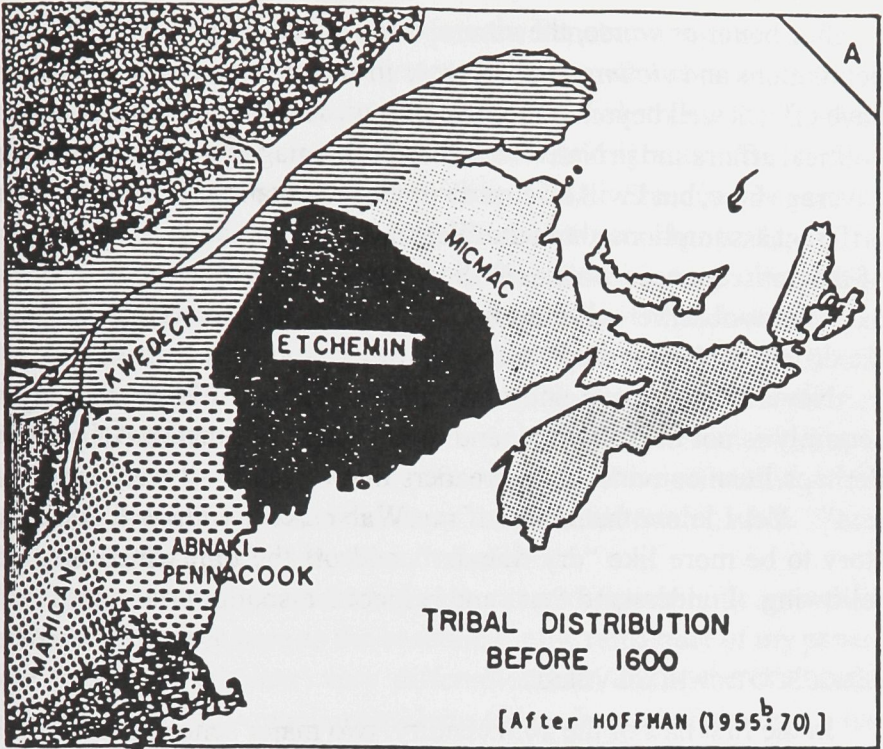 A
MICMAC
ETCHEMIN
KWEDECH
ABNAKI-
PENNACOOK
MAHICAN
TRIBAL DISTRIBUTION
BEFORE 1600
[After HOFFMAN (1955b:70)]